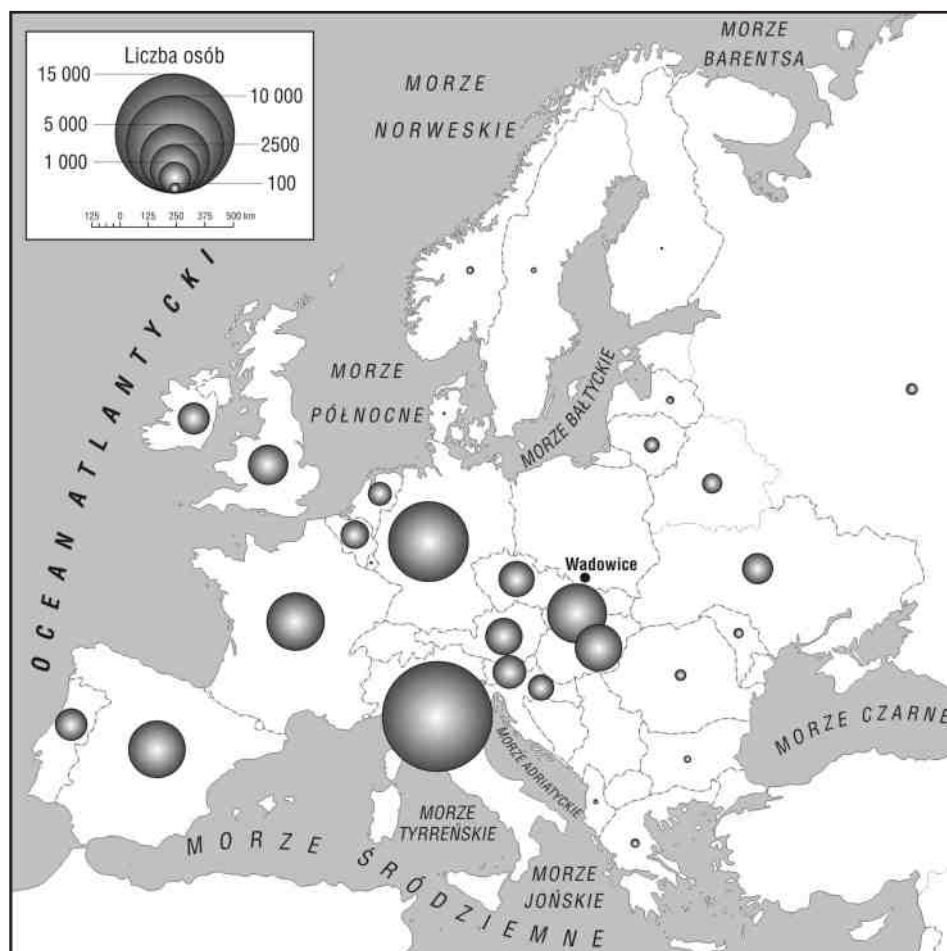 Liczba osób
15 000
10 000
5 000
2500
1 000
100
125 0 125 250 375 500 km
MORZE
BARENTSA
MORZE
NORWESKIE
OCEAN ATLANTYCKI
MORZE
PÓŁNOCNE
MORZE BAŁTYCKIE
Wadowice
MORZE CZARNE
MORZE ADRIATYCKIE
MORZE
TYRREŃSKIE
MORZE ŚRÓDZIEMNE
MORZE
JOŃSKIE